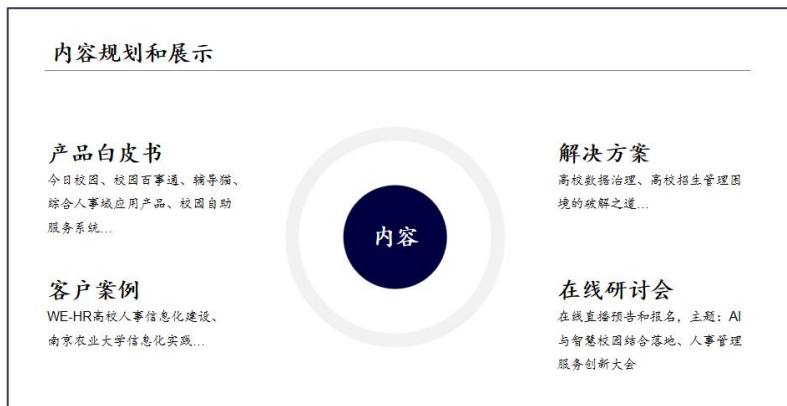 内容规划和展示
产品白皮书
今日校园、校园百事通、辅导猫、
综合人事域应用产品、校园自助
服务系统...
客户案例
WE-HR高校人事信息化建设、
南京农业大学信息化实践...
内容
解决方案
高校数据治理、高校招生管理困
境的破解之道...
在线研讨会
在线直播预告和报名，主题：AI
与智慧校园结合落地、人事管理
服务创新大会